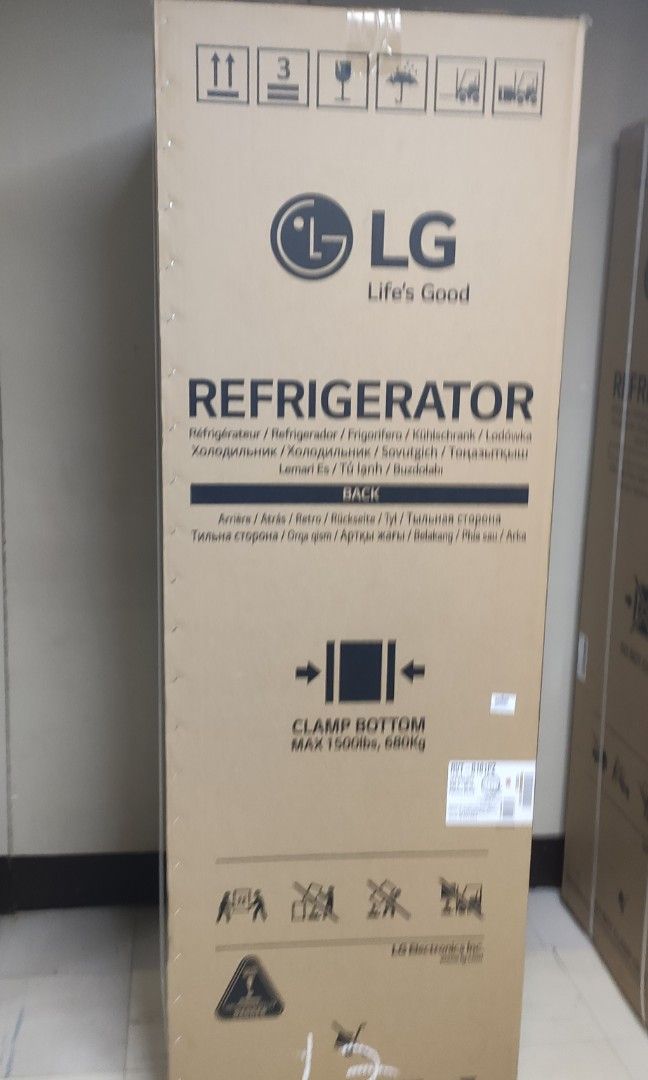 3
LG
Life's Good
REFRIGERATOR
Réfrigérateur / Refrigerador / Frigorifero / Kühlschrank / Lodówka
Холодильник / Холодильник / Sovutgich / Тоңазытқыш
Lemari Es / Tủ lạnh / Buzdolabı
BACK
Arrière / Atrás / Retro / Rückseite / Tył / Тыльная сторона
Тильна сторона / Orqa qism / Артқы жағы / Belakang / Phía sau / Arka
CLAMP BOTTOM
MAX 1500lbs, 680Kg
LG Electronics Inc.